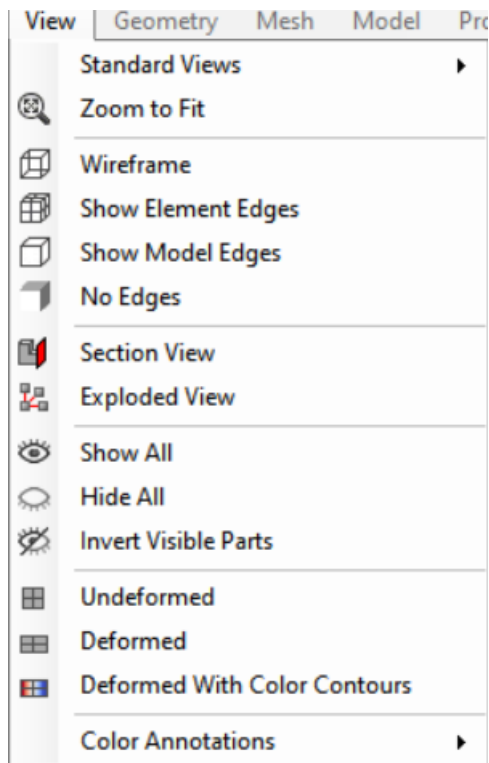 View Geometry Mesh Model
Standard Views
Zoom to Fit
Wireframe
Show Element Edges
Show Model Edges
No Edges
Section View
Exploded View
Show All
Hide All
Invert Visible Parts
Undeformed
Deformed
Deformed With Color Contours
Color Annotations